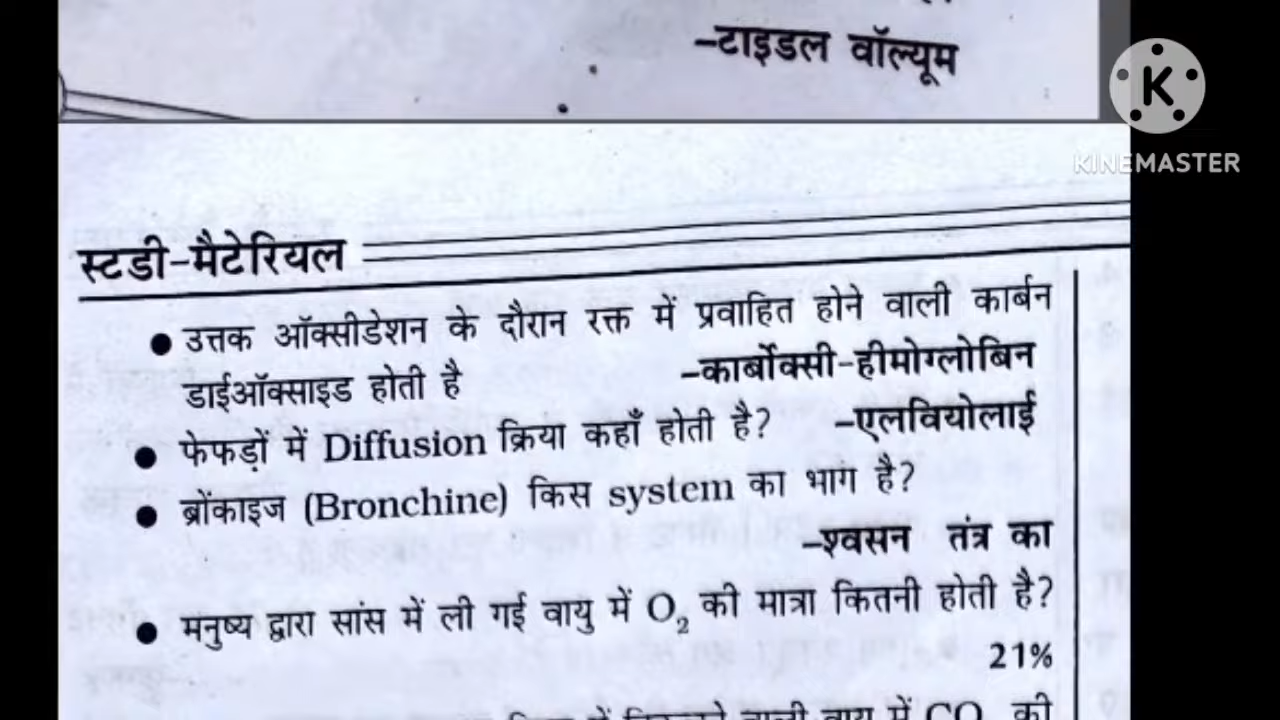 –टाइडल वॉल्यूम
K
KINEMASTER
स्टडी-मैटेरियल
● उत्तक ऑक्सीडेशन के दौरान रक्त में प्रवाहित होने वाली कार्बन
डाईऑक्साइड होती है –कार्बोक्सी-हीमोग्लोबिन
● फेफड़ों में Diffusion क्रिया कहाँ होती है? –एलवियोलाई
● ब्रोंकाइज (Bronchine) किस system का भाग है?
–श्वसन तंत्र का
● मनुष्य द्वारा सांस में ली गई वायु में O₂ की मात्रा कितनी होती है?
21%
वायु में CO की